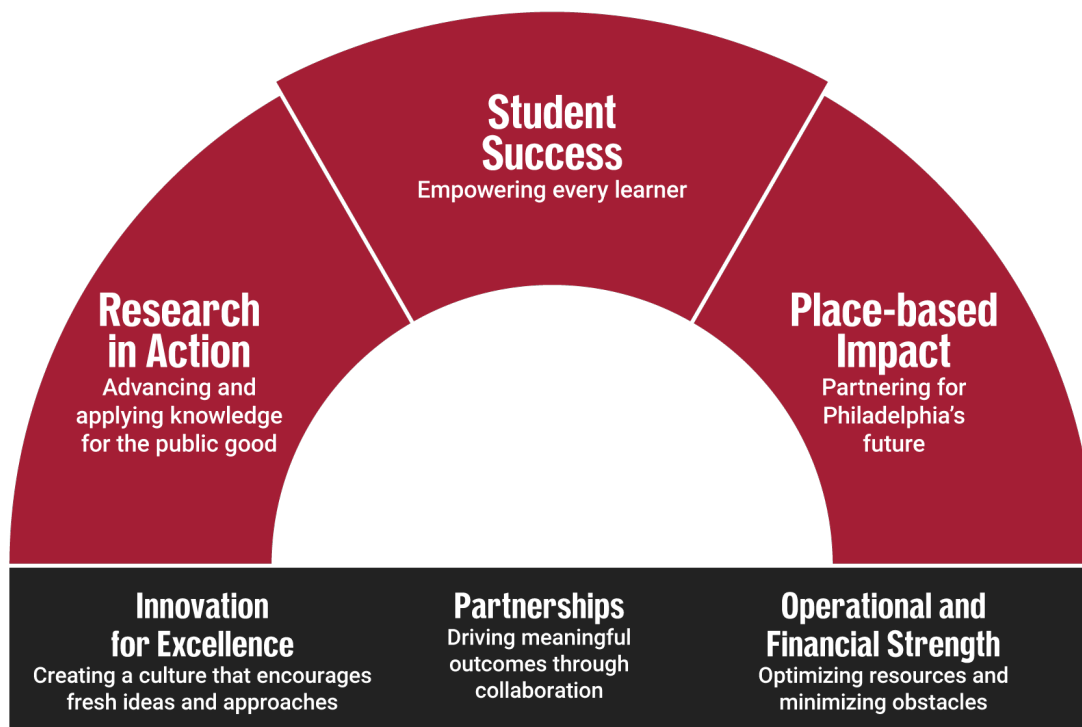 Student
Success
Empowering every learner
Research
in Action
Advancing and
applying knowledge
for the public good
Place-based
Impact
Partnering for
Philadelphia’s
future
Innovation
for Excellence
Creating a culture that encourages
fresh ideas and approaches
Partnerships
Driving meaningful
outcomes through
collaboration
Operational and
Financial Strength
Optimizing resources and
minimizing obstacles